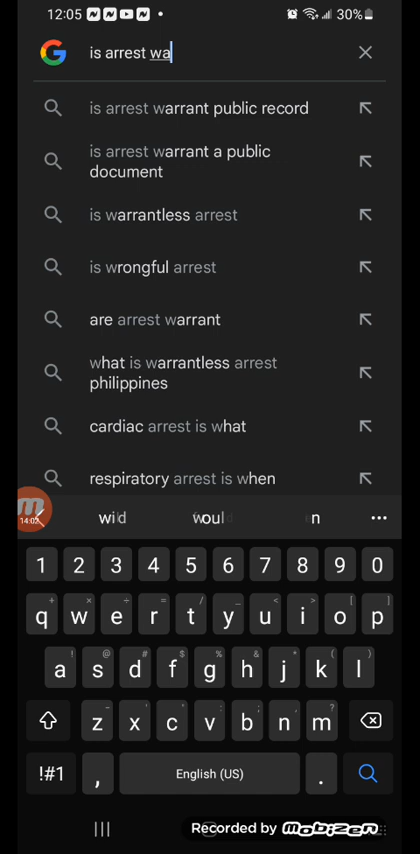 12:05 30%
is arrest wa
is arrest warrant public record
is arrest warrant a public
document
is warrantless arrest
is wrongful arrest
are arrest warrant
what is warrantless arrest
philippines
cardiac arrest is what
respiratory arrest is when
14:02
1 2 3 4 5 6 7 8 9 0
+ × ÷ = / _ < > [ ]
q w e r t y u i o p
! @ # $ % & * ( )
a s d f g h j k l
- ' " : ; , ?
z x c v b n m
!#1 , English (US) .
Recorded by mobizen